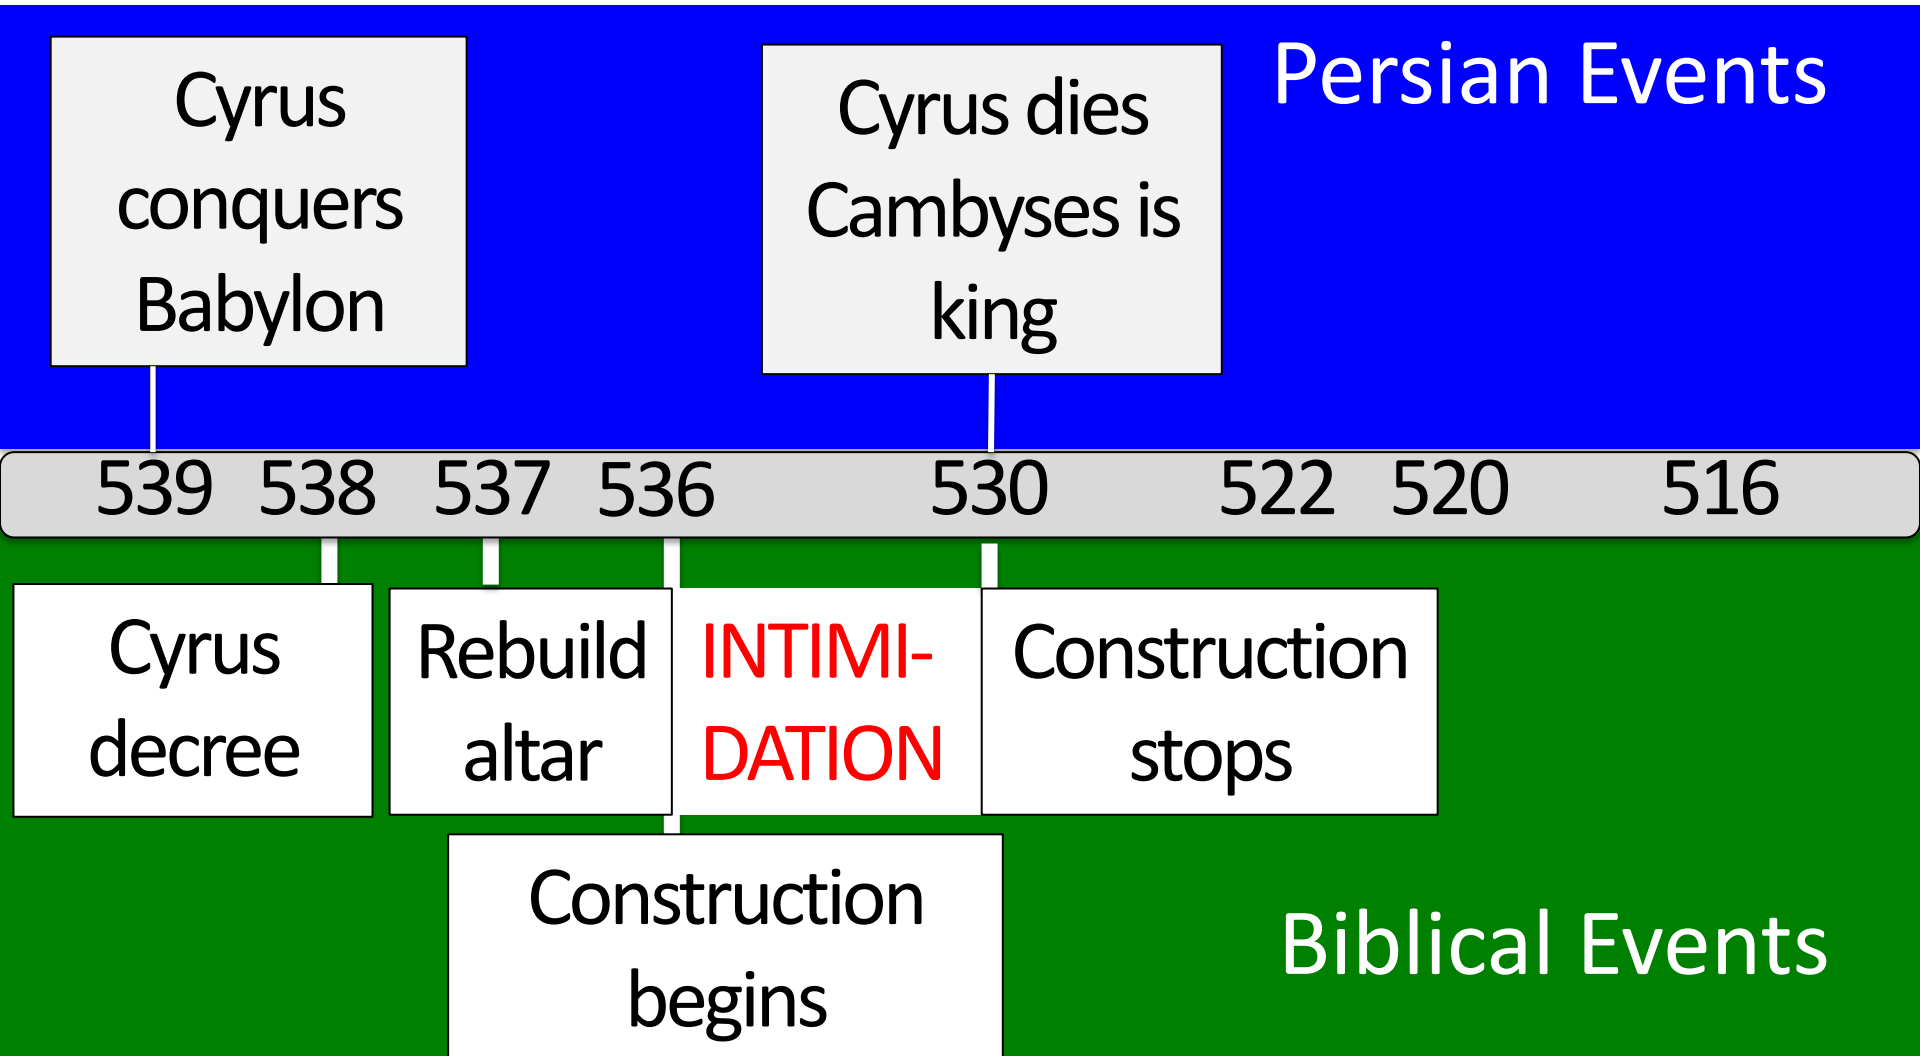 Persian Events
Cyrus
conquers
Babylon
Cyrus dies
Cambyses is
king
539 538 537 536 530 522 520 516
Cyrus
decree
Rebuild
altar
INTIMI-
DATION
Construction
stops
Construction
begins
Biblical Events